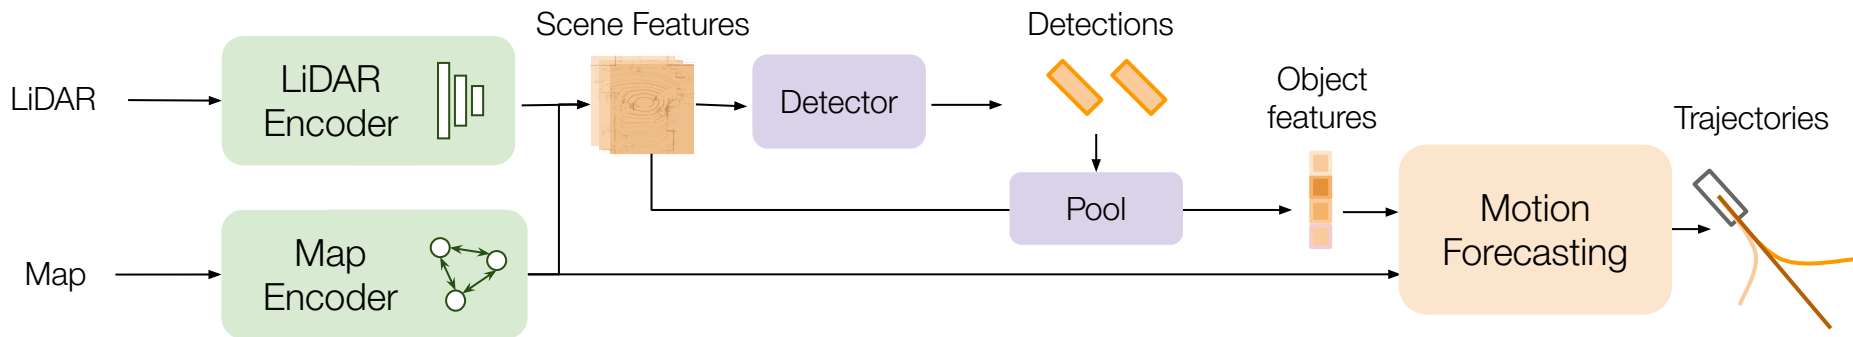 Scene Features
Detections
LiDAR
LiDAR
Encoder
Detector
Object
features
Trajectories
Pool
Motion
Forecasting
Map
Map
Encoder